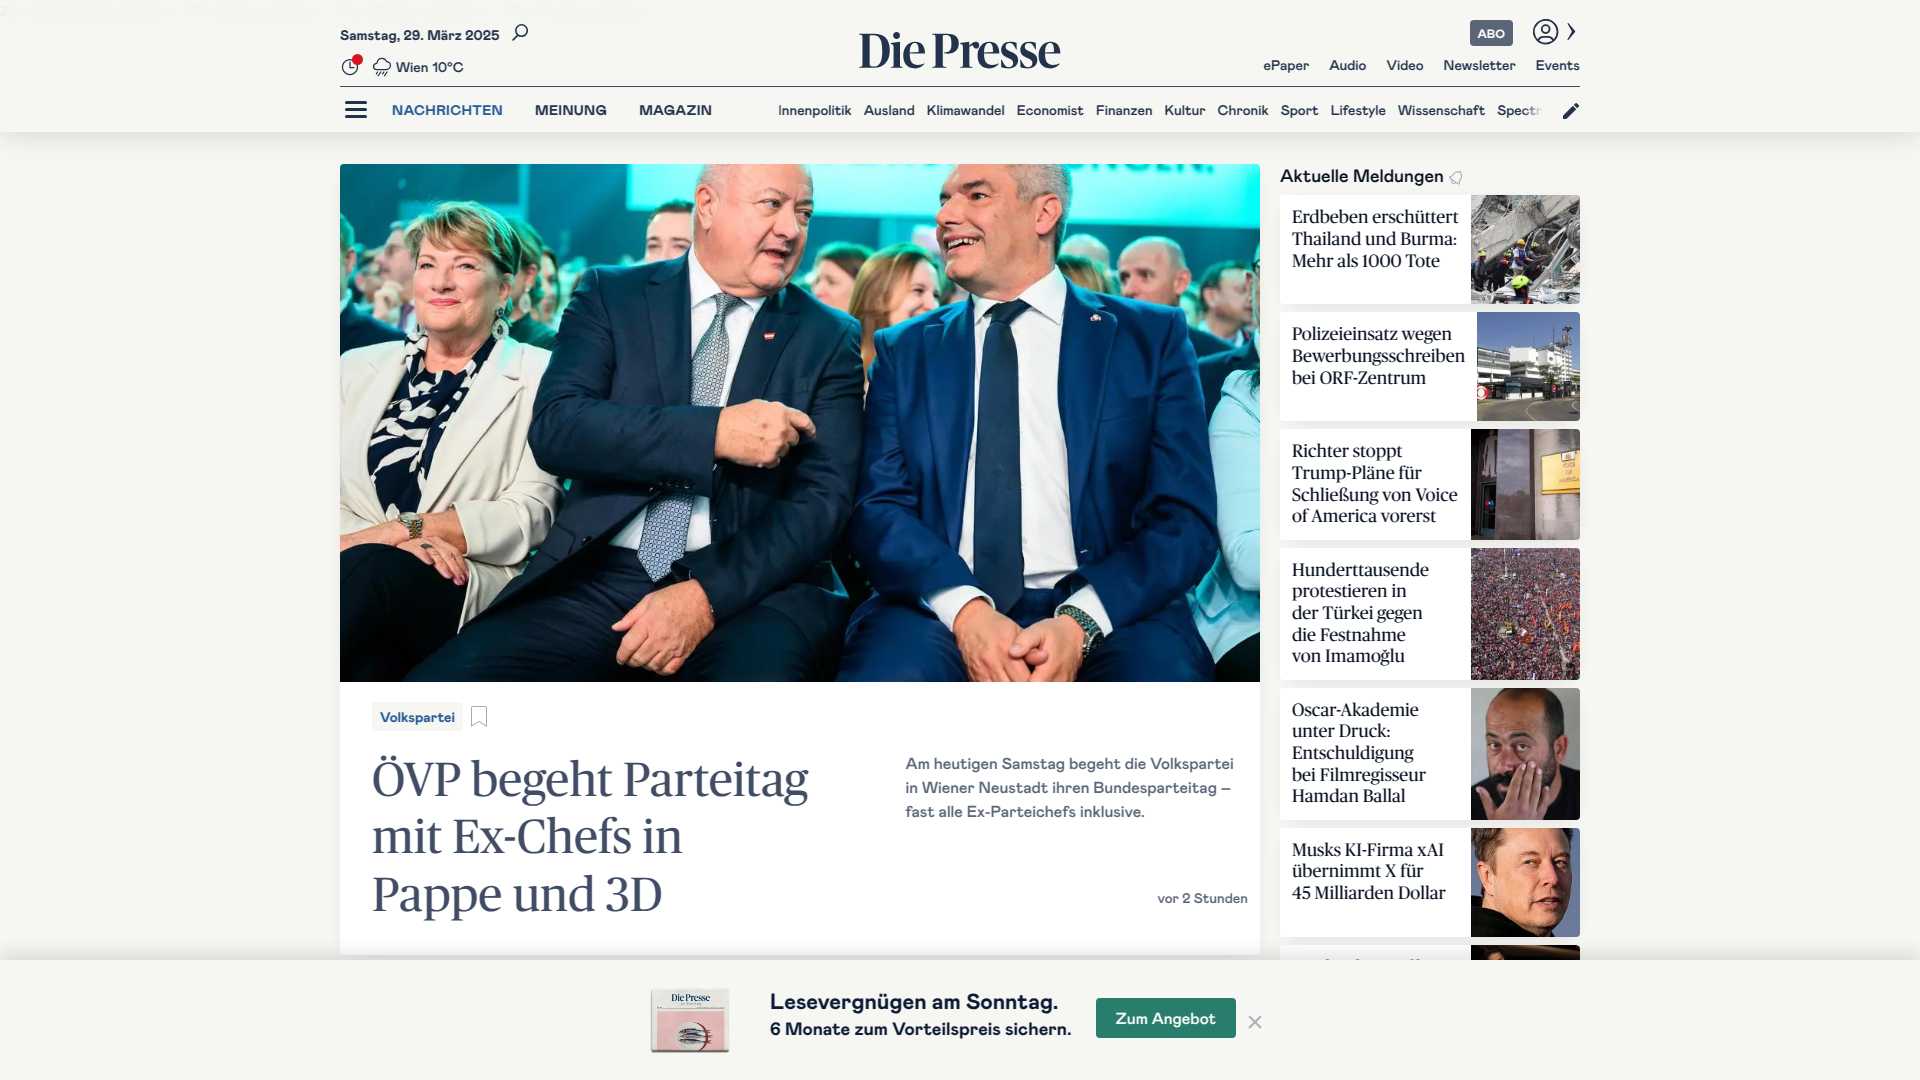 Samstag, 29. März 2025
Wien 10°C
Die Presse
ABO
ePaper Audio Video Newsletter Events
NACHRICHTEN MEINUNG MAGAZIN
Innenpolitik Ausland Klimawandel Economist Finanzen Kultur Chronik Sport Lifestyle Wissenschaft Spectr
Volkspartei
ÖVP begeht Parteitag
mit Ex-Chefs in
Pappe und 3D
Am heutigen Samstag begeht die Volkspartei
in Wiener Neustadt ihren Bundesparteitag –
fast alle Ex-Parteichefs inklusive.
vor 2 Stunden
Aktuelle Meldungen
Erdbeben erschüttert
Thailand und Burma:
Mehr als 1000 Tote
Polizeieinsatz wegen
Bewerbungsschreiben
bei ORF-Zentrum
Richter stoppt
Trump-Pläne für
Schließung von Voice
of America vorerst
Hunderttausende
protestieren in
der Türkei gegen
die Festnahme
von Imamoğlu
Oscar-Akademie
unter Druck:
Entschuldigung
bei Filmregisseur
Hamdan Ballal
Musks KI-Firma xAI
übernimmt X für
45 Milliarden Dollar
Die Presse
Lesevergnügen am Sonntag.
6 Monate zum Vorteilspreis sichern.
Zum Angebot